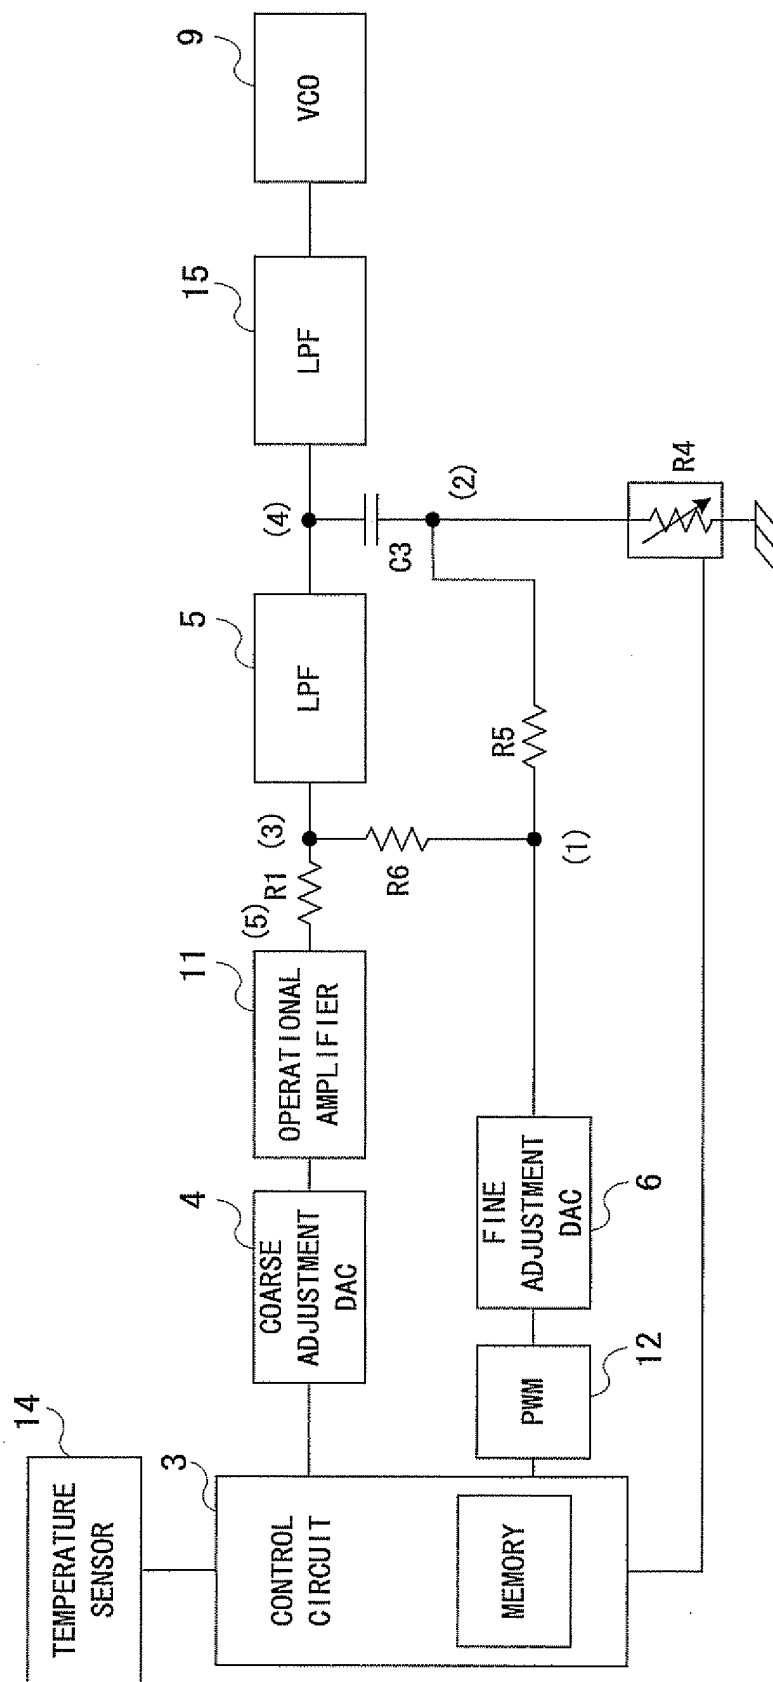 14
TEMPERATURE
SENSOR
3
CONTROL
CIRCUIT
MEMORY
4
COARSE
ADJUSTMENT
DAC
11
OPERATIONAL
AMPLIFIER
(5)
R1
(3)
5
LPF
(4)
15
LPF
9
VCO
12
PWM
6
FINE
ADJUSTMENT
DAC
R6
(1)
R5
C3
(2)
R4